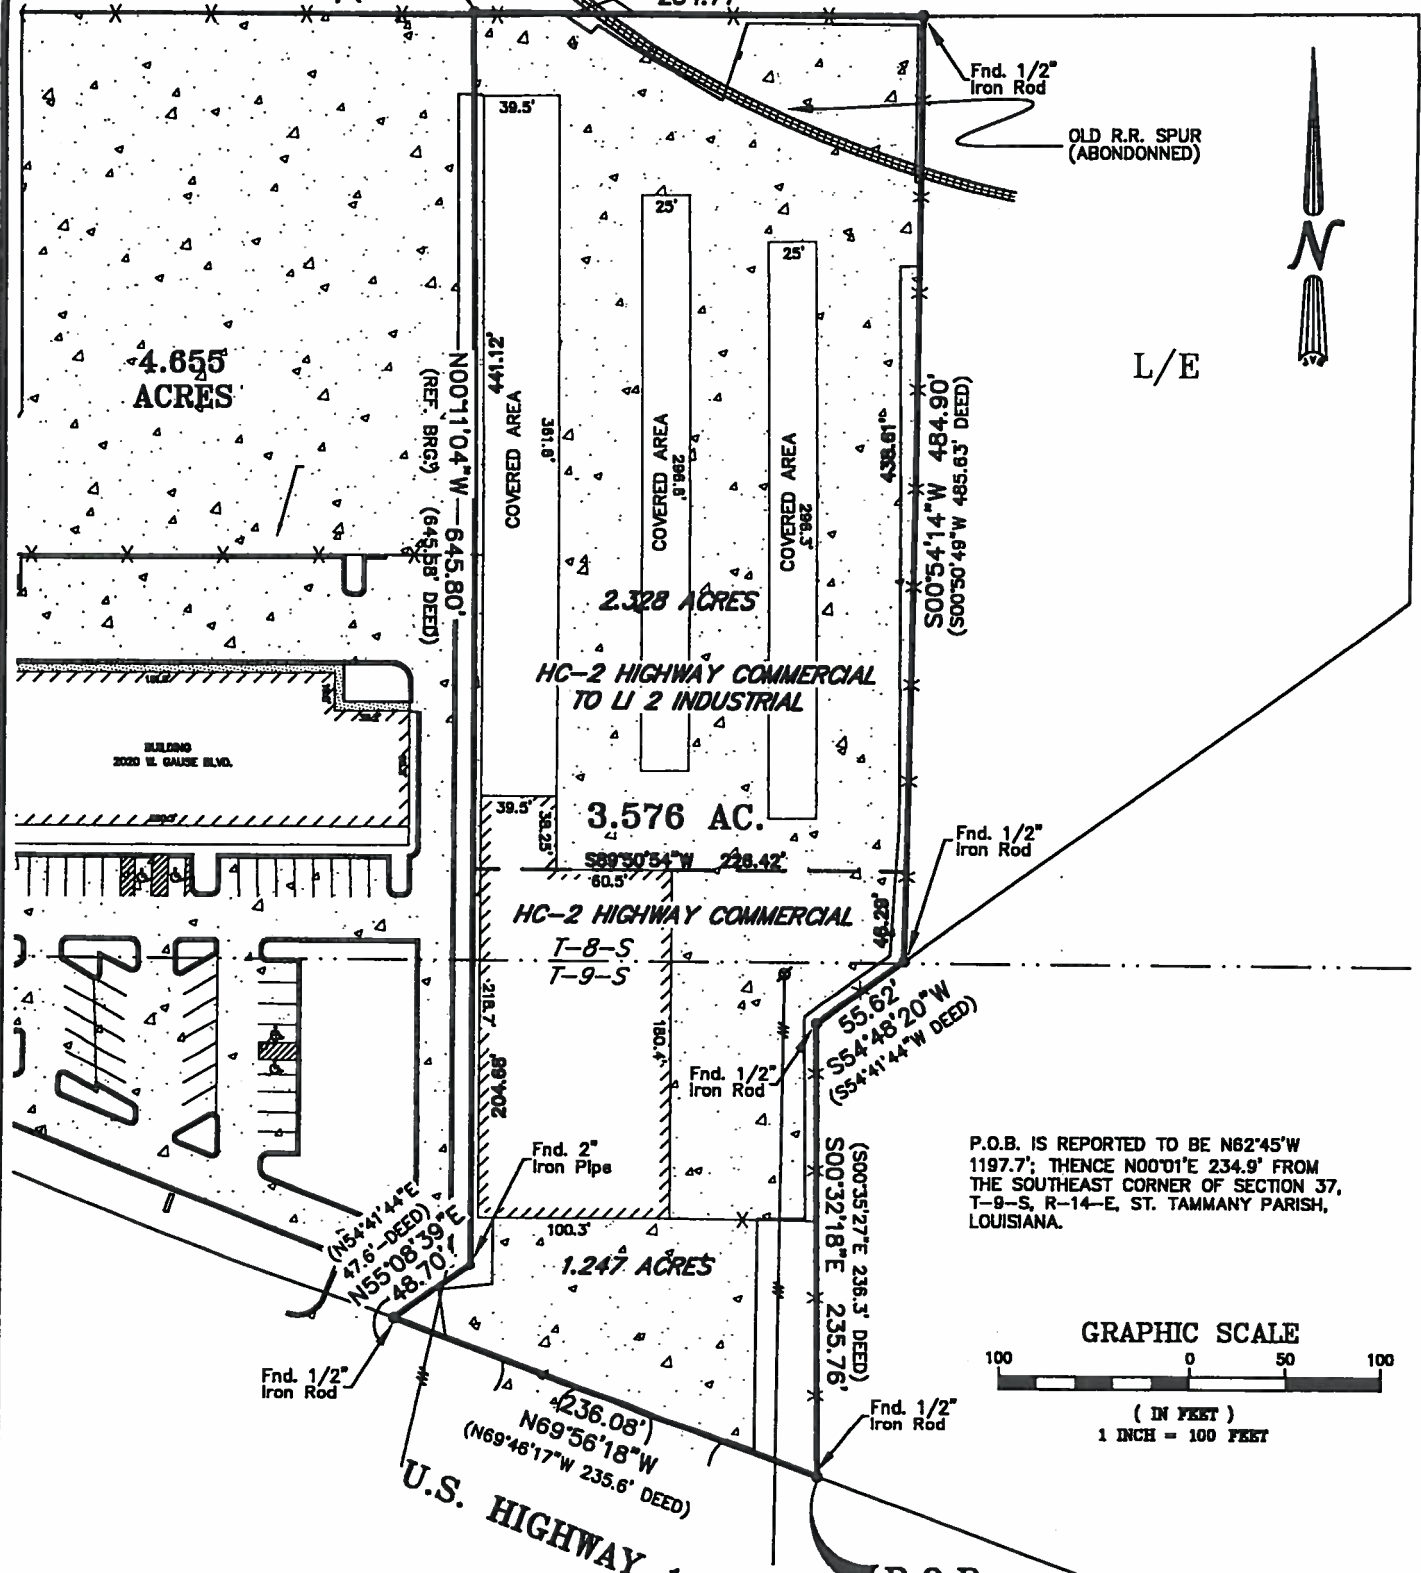 Fnd. 1/2"
Iron Rod
OLD R.R. SPUR
(ABONDONNED)
39.5'
25'
25'
N
L/E
4.655
ACRES
N00°11'04"W 645.80'
(REF. BRG.) (645.58' DEED)
441.12'
COVERED AREA
361.8'
COVERED AREA
296.6'
COVERED AREA
296.3'
438.61'
S00°54'14"W 484.90'
(S00°50'49"W 485.63' DEED)
2.328 ACRES
HC-2 HIGHWAY COMMERCIAL
TO LI 2 INDUSTRIAL
BUILDING
2020 W. GAUSE BLVD.
39.5'
38.25'
3.576 AC.
S89°50'54"W 226.42'
60.5'
Fnd. 1/2"
Iron Rod
HC-2 HIGHWAY COMMERCIAL
46.29'
T-8-S
T-9-S
218.7'
204.68'
180.4'
55.62'
S54°48'20"W
(S54°41'44"W DEED)
Fnd. 1/2"
Iron Rod
Fnd. 2"
Iron Pipe
P.O.B. IS REPORTED TO BE N62°45'W
1197.7'; THENCE N00°01'E 234.9' FROM
THE SOUTHEAST CORNER OF SECTION 37,
T-9-S, R-14-E, ST. TAMMANY PARISH,
LOUISIANA.
(N54°41'44"E
47.6'-DEED)
N55°08'39"E
48.70'
100.3'
1.247 ACRES
(S00°35'27"E 236.3' DEED)
S00°32'18"E 235.76'
GRAPHIC SCALE
100 0 50 100
( IN FEET )
1 INCH = 100 FEET
Fnd. 1/2"
Iron Rod
Fnd. 1/2"
Iron Rod
(236.08')
N69°56'18"W
(N69°46'17"W 235.6' DEED)
U.S. HIGHWAY